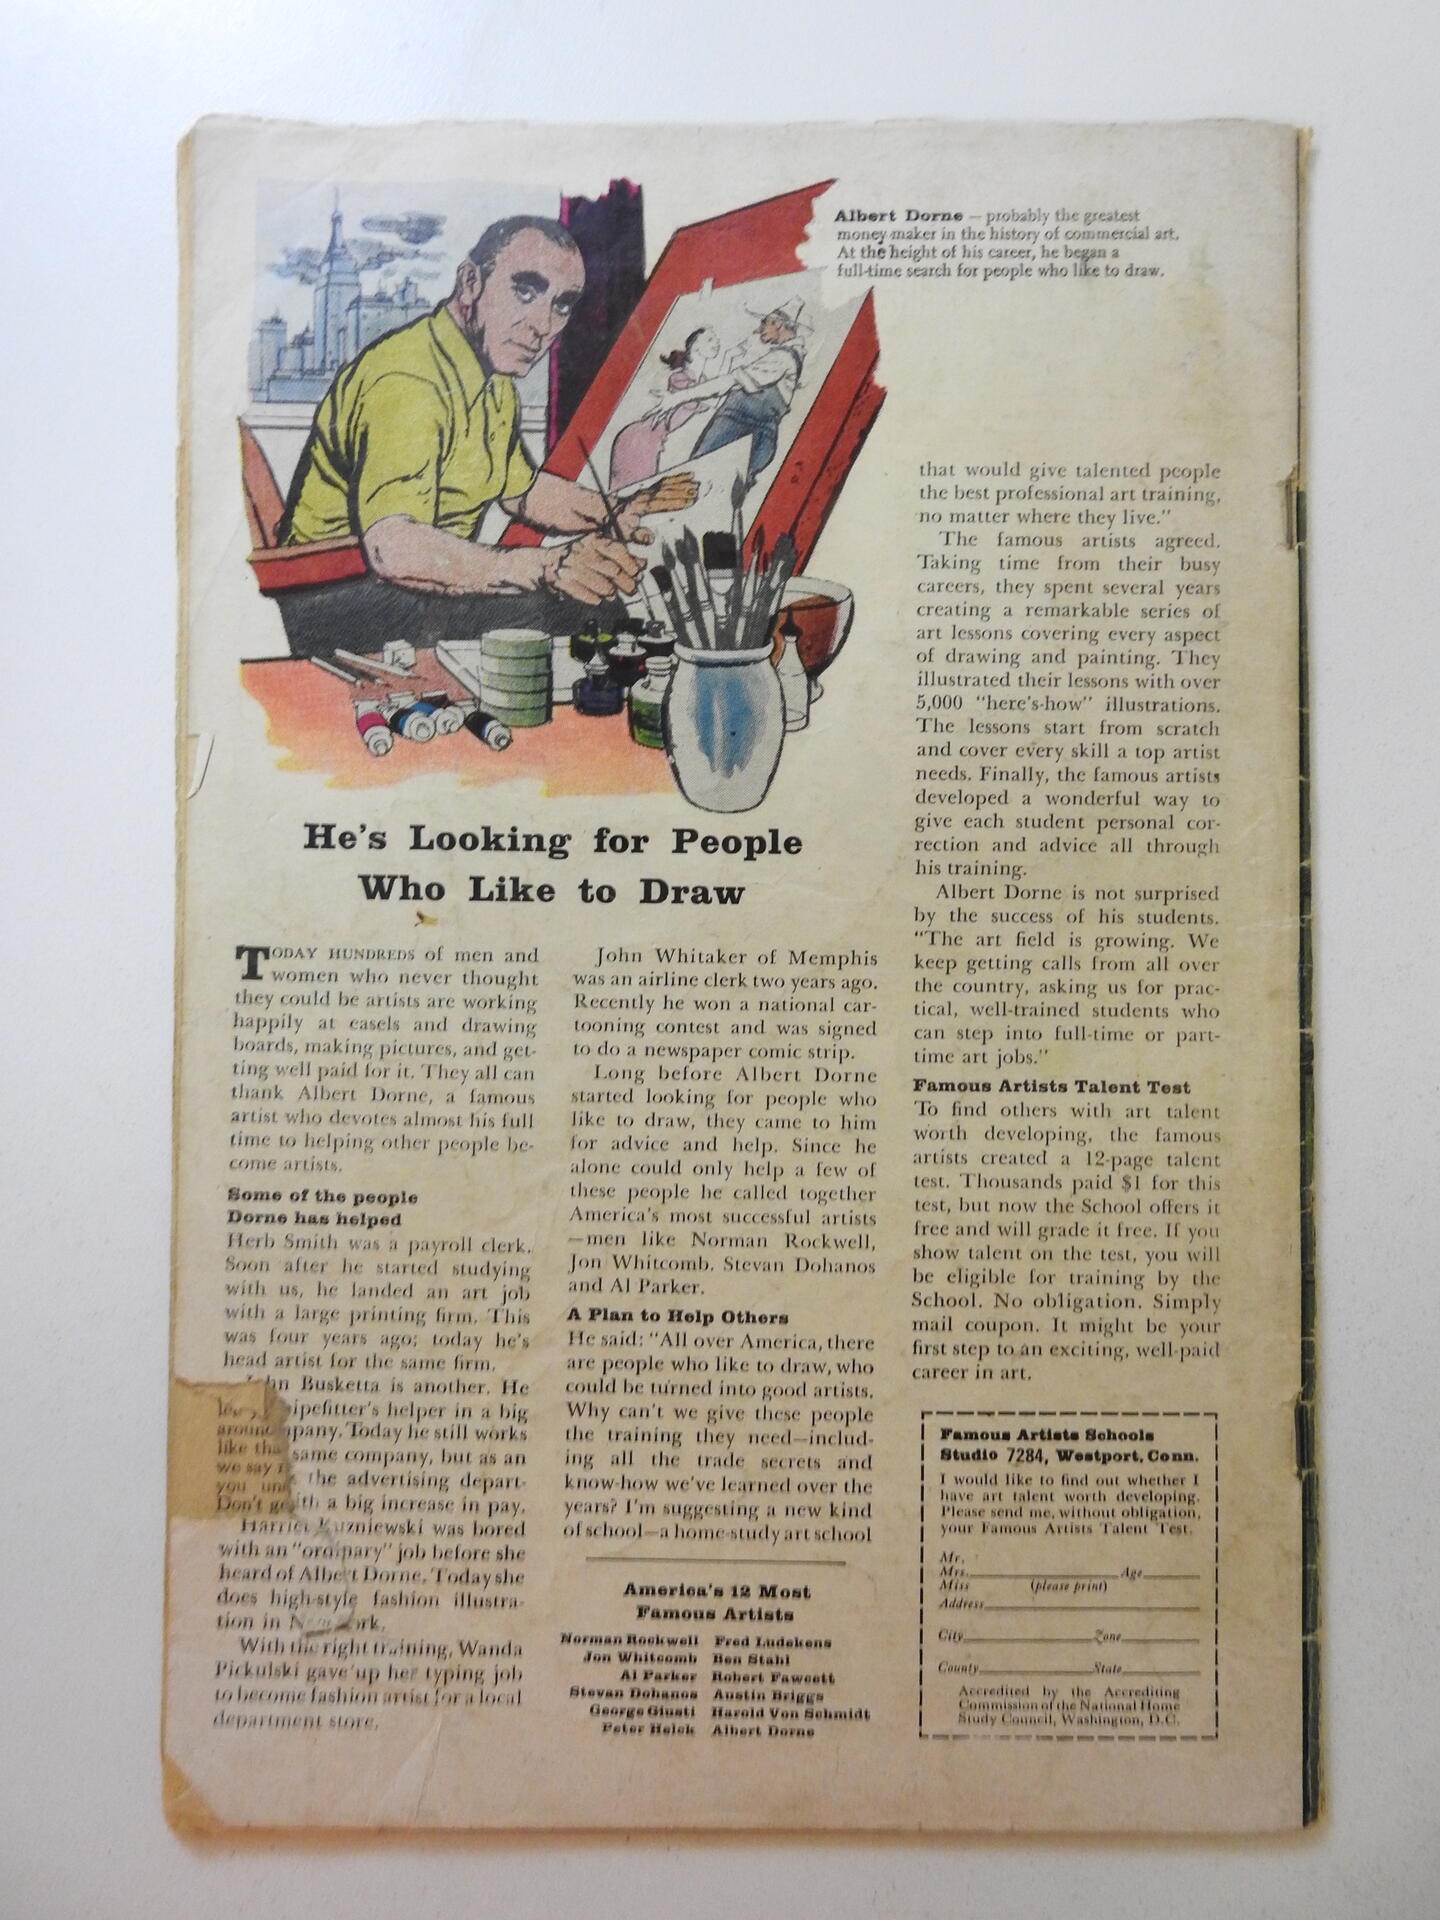 Albert Dorne — probably the greatest
money-maker in the history of commercial art.
At the height of his career, he began a
full-time search for people who like to draw.
He's Looking for People
Who Like to Draw
TODAY HUNDREDS of men and
women who never thought
they could be artists are working
happily at easels and drawing
boards, making pictures, and get-
ting well paid for it. They all can
thank Albert Dorne, a famous
artist who devotes almost his full
time to helping other people be-
come artists.
Some of the people
Dorne has helped
Herb Smith was a payroll clerk.
Soon after he started studying
with us, he landed an art job
with a large printing firm. This
was four years ago; today he's
head artist for the same firm.
John Busketta is another. He
pipefitter's helper in a big
around mpany. Today he still works
like tha same company, but as an
we say
you un the advertising depart-
Don't g ith a big increase in pay.
Harriet Kuzniewski was bored
with an "ordinary" job before she
heard of Albert Dorne. Today she
does high-style fashion illustra-
tion in New York.
With the right training, Wanda
Pickulski gave up her typing job
to become fashion artist for a local
department store.
John Whitaker of Memphis
was an airline clerk two years ago.
Recently he won a national car-
tooning contest and was signed
to do a newspaper comic strip.
Long before Albert Dorne
started looking for people who
like to draw, they came to him
for advice and help. Since he
alone could only help a few of
these people he called together
America's most successful artists
—men like Norman Rockwell,
Jon Whitcomb, Stevan Dohanos
and Al Parker.
A Plan to Help Others
He said: "All over America, there
are people who like to draw, who
could be turned into good artists.
Why can't we give these people
the training they need—includ-
ing all the trade secrets and
know-how we've learned over the
years? I'm suggesting a new kind
of school—a home-study art school
America's 12 Most
Famous Artists
Norman Rockwell Fred Ludekens
Jon Whitcomb Ben Stahl
Al Parker Robert Fawcett
Stevan Dohanos Austin Briggs
George Giusti Harold Von Schmidt
Peter Helck Albert Dorne
that would give talented people
the best professional art training,
no matter where they live."
The famous artists agreed.
Taking time from their busy
careers, they spent several years
creating a remarkable series of
art lessons covering every aspect
of drawing and painting. They
illustrated their lessons with over
5,000 "here's-how" illustrations.
The lessons start from scratch
and cover every skill a top artist
needs. Finally, the famous artists
developed a wonderful way to
give each student personal cor-
rection and advice all through
his training.
Albert Dorne is not surprised
by the success of his students.
"The art field is growing. We
keep getting calls from all over
the country, asking us for prac-
tical, well-trained students who
can step into full-time or part-
time art jobs."
Famous Artists Talent Test
To find others with art talent
worth developing, the famous
artists created a 12-page talent
test. Thousands paid $1 for this
test, but now the School offers it
free and will grade it free. If you
show talent on the test, you will
be eligible for training by the
School. No obligation. Simply
mail coupon. It might be your
first step to an exciting, well-paid
career in art.
Famous Artists Schools
Studio 7284, Westport, Conn.
I would like to find out whether I
have art talent worth developing.
Please send me, without obligation,
your Famous Artists Talent Test.
Mr.
Mrs. Age
Miss (please print)
Address
City Zone
County State
Accredited by the Accrediting
Commission of the National Home
Study Council, Washington, D.C.